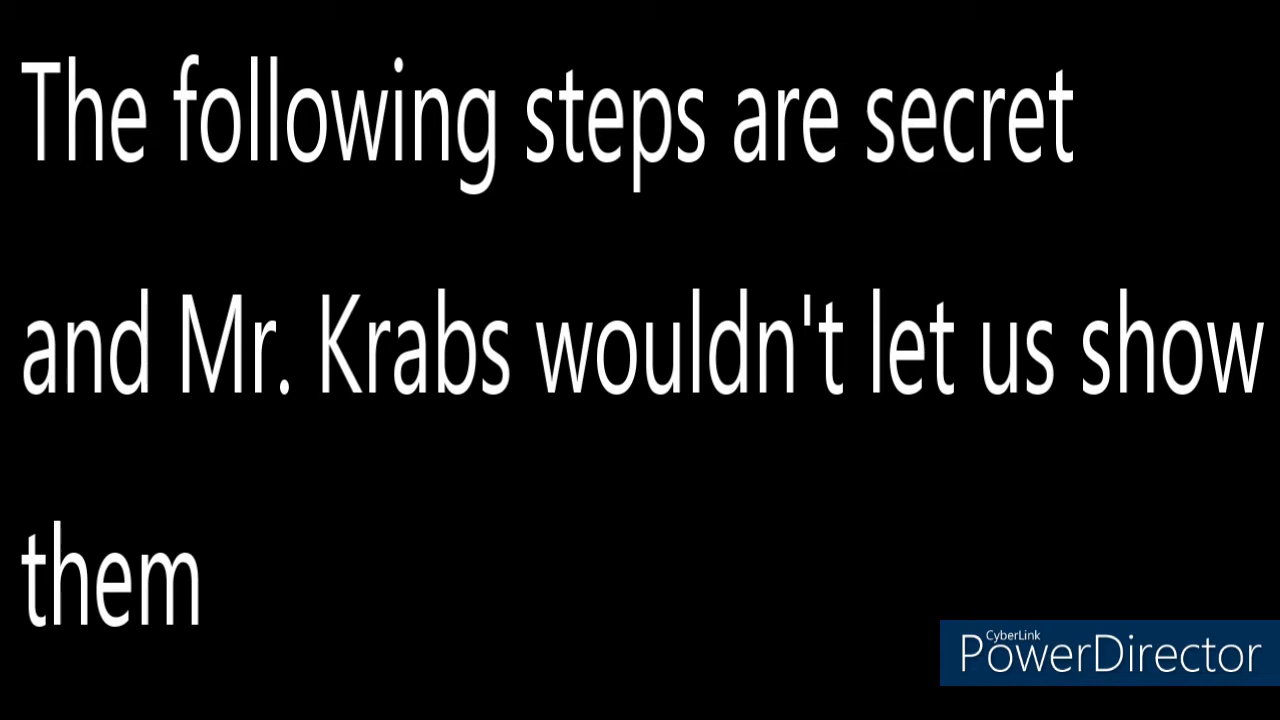 The following steps are secret
and Mr. Krabs wouldn't let us show
them
CyberLink
PowerDirector